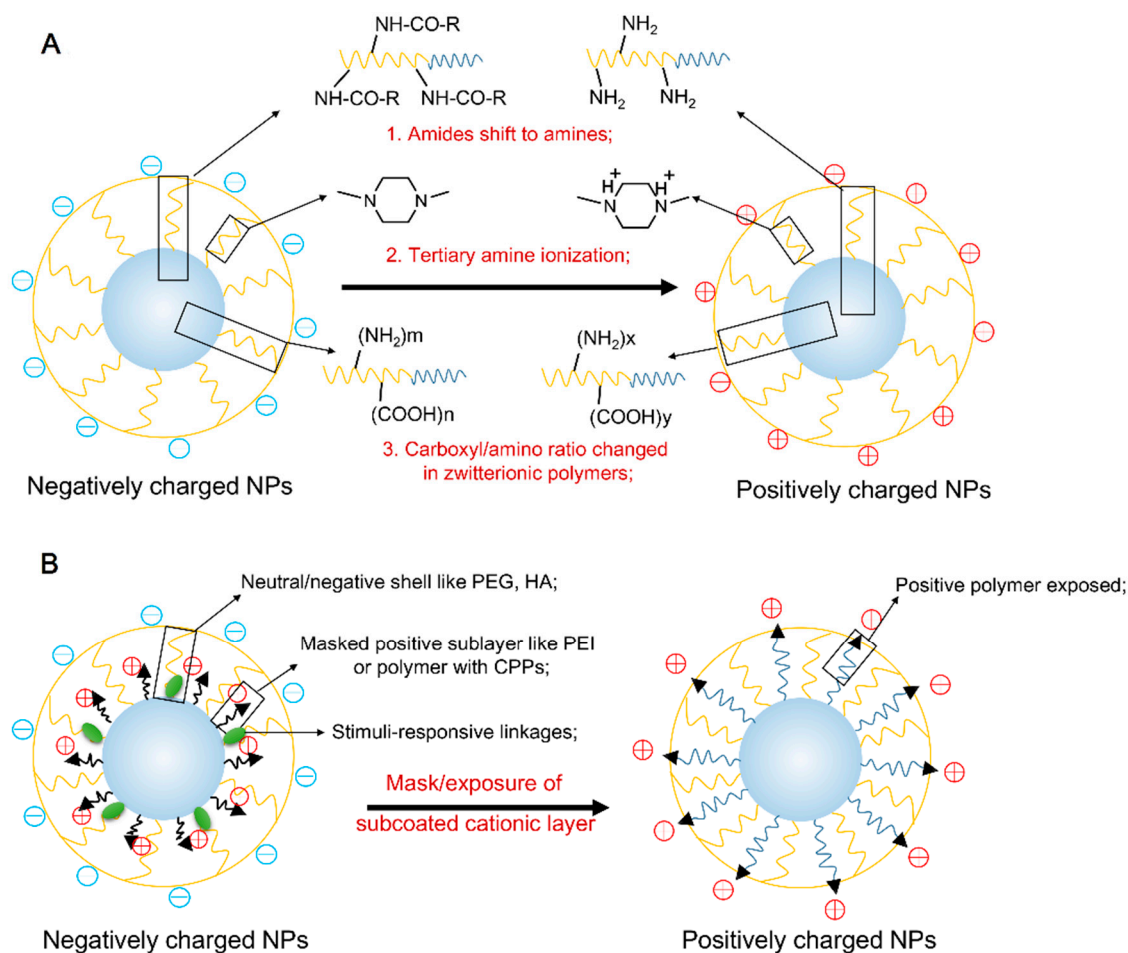 A
NH-CO-R
NH-CO-R
NH-CO-R
NH2
NH2
NH2
1. Amides shift to amines;
N
N
H
+
H
+
N
N
2. Tertiary amine ionization;
(NH2)m
(COOH)n
(NH2)x
(COOH)y
3. Carboxyl/amino ratio changed
in zwitterionic polymers;
Negatively charged NPs
Positively charged NPs
B
Neutral/negative shell like PEG, HA;
Masked positive sublayer like PEI
or polymer with CPPs;
Stimuli-responsive linkages;
Mask/exposure of
subcoated cationic layer
Positive polymer exposed;
Negatively charged NPs
Positively charged NPs